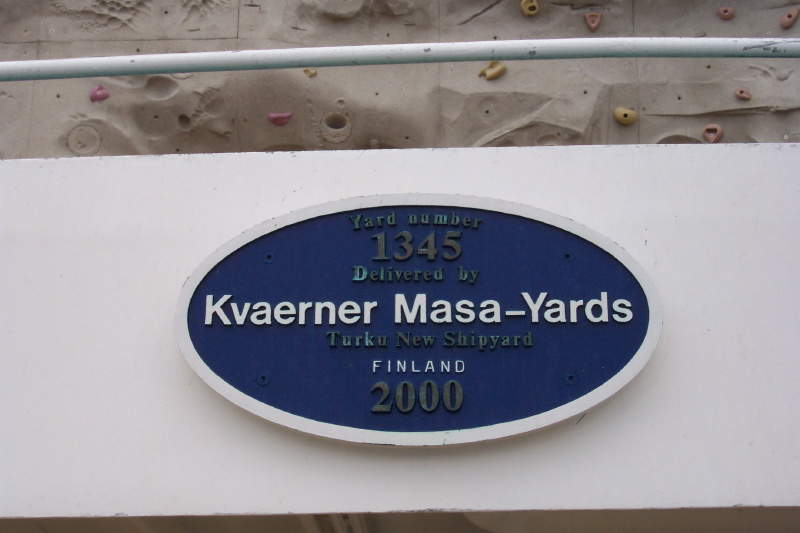 Yard number
1345
Delivered by
Kvaerner Masa-Yards
Turku New Shipyard
FINLAND
2000